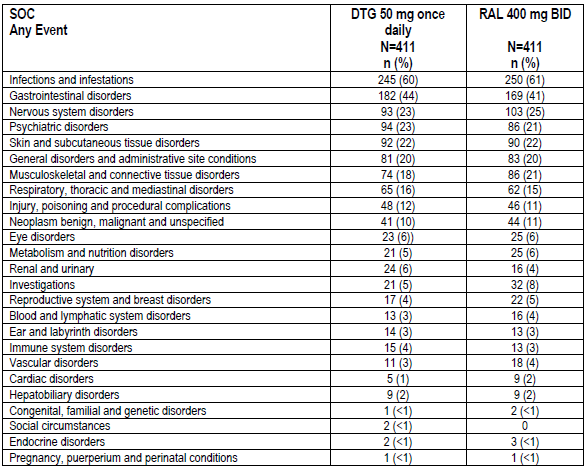 SOC DTG 50 mg once RAL 400 mg BID
Any Event daily
N=411 N=411
n (%) n (%)
Infections and infestations 245 (60) 250 (61)
Gastrointestinal disorders 182 (44) 169 (41)
Nervous system disorders 93 (23) 103 (25)
Psychiatric disorders 94 (23) 86 (21)
Skin and subcutaneous tissue disorders 92 (22) 90 (22)
General disorders and administrative site conditions 81 (20) 83 (20)
Musculoskeletal and connective tissue disorders 74 (18) 86 (21)
Respiratory, thoracic and mediastinal disorders 65 (16) 62 (15)
Injury, poisoning and procedural complications 48 (12) 46 (11)
Neoplasm benign, malignant and unspecified 41 (10) 44 (11)
Eye disorders 23 (6)) 25 (6)
Metabolism and nutrition disorders 21 (5) 25 (6)
Renal and urinary 24 (6) 16 (4)
Investigations 21 (5) 32 (8)
Reproductive system and breast disorders 17 (4) 22 (5)
Blood and lymphatic system disorders 13 (3) 16 (4)
Ear and labyrinth disorders 14 (3) 13 (3)
Immune system disorders 15 (4) 13 (3)
Vascular disorders 11 (3) 18 (4)
Cardiac disorders 5 (1) 9 (2)
Hepatobiliary disorders 9 (2) 9 (2)
Congenital, familial and genetic disorders 1 (<1) 2 (<1)
Social circumstances 2 (<1) 0
Endocrine disorders 2 (<1) 3 (<1)
Pregnancy, puerperium and perinatal conditions 1 (<1) 1 (<1)